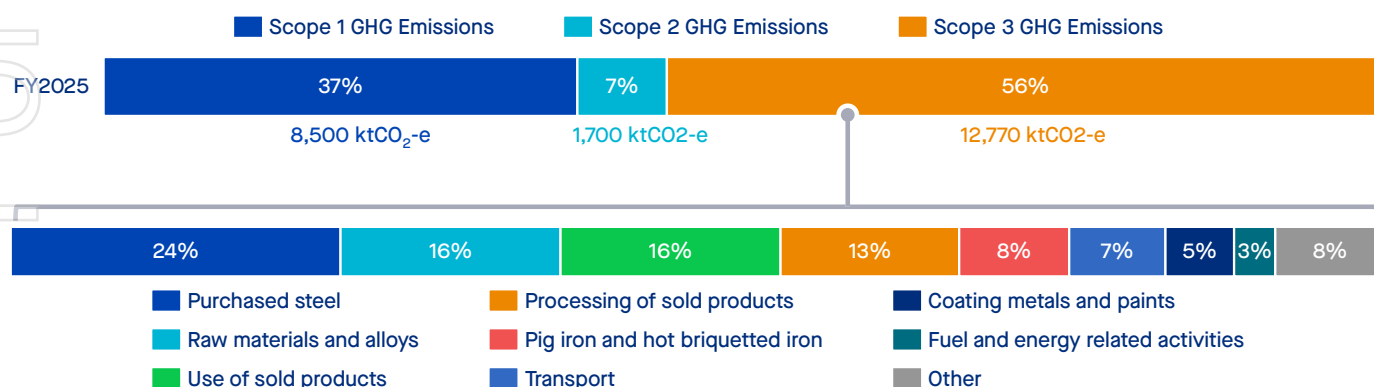 Scope 1 GHG Emissions Scope 2 GHG Emissions Scope 3 GHG Emissions
FY2025 37% 7% 56%
8,500 ktCO₂-e 1,700 ktCO2-e 12,770 ktCO2-e
24% 16% 16% 13% 8% 7% 5% 3% 8%
Purchased steel Processing of sold products Coating metals and paints
Raw materials and alloys Pig iron and hot briquetted iron Fuel and energy related activities
Use of sold products Transport Other